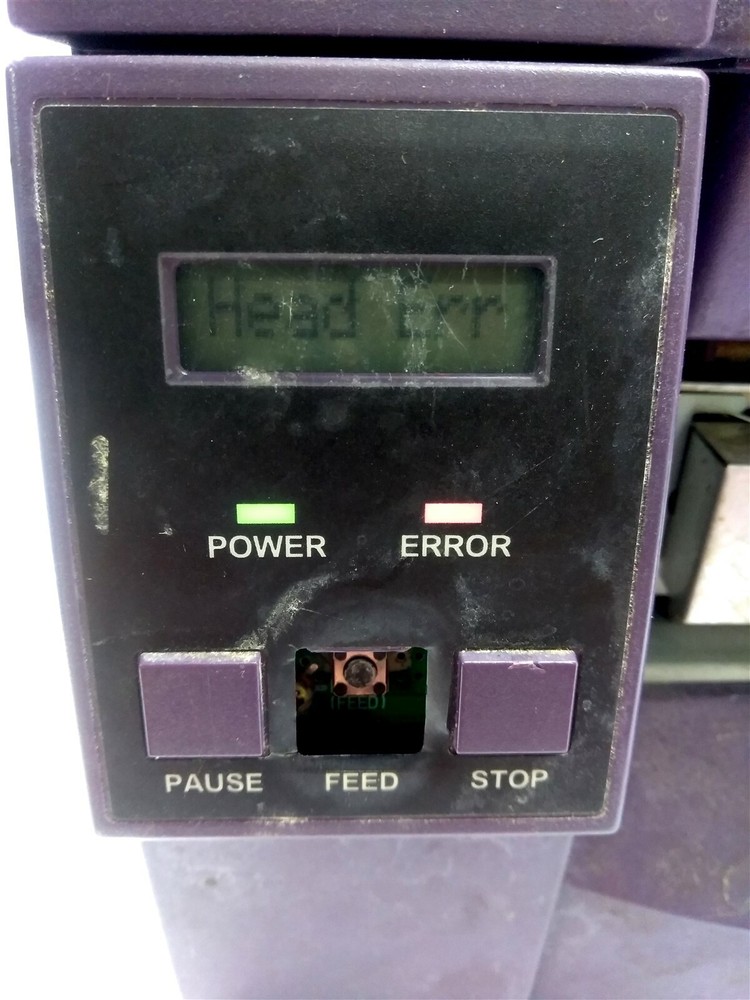 Head Err
POWER ERROR
(FEED)
PAUSE FEED STOP